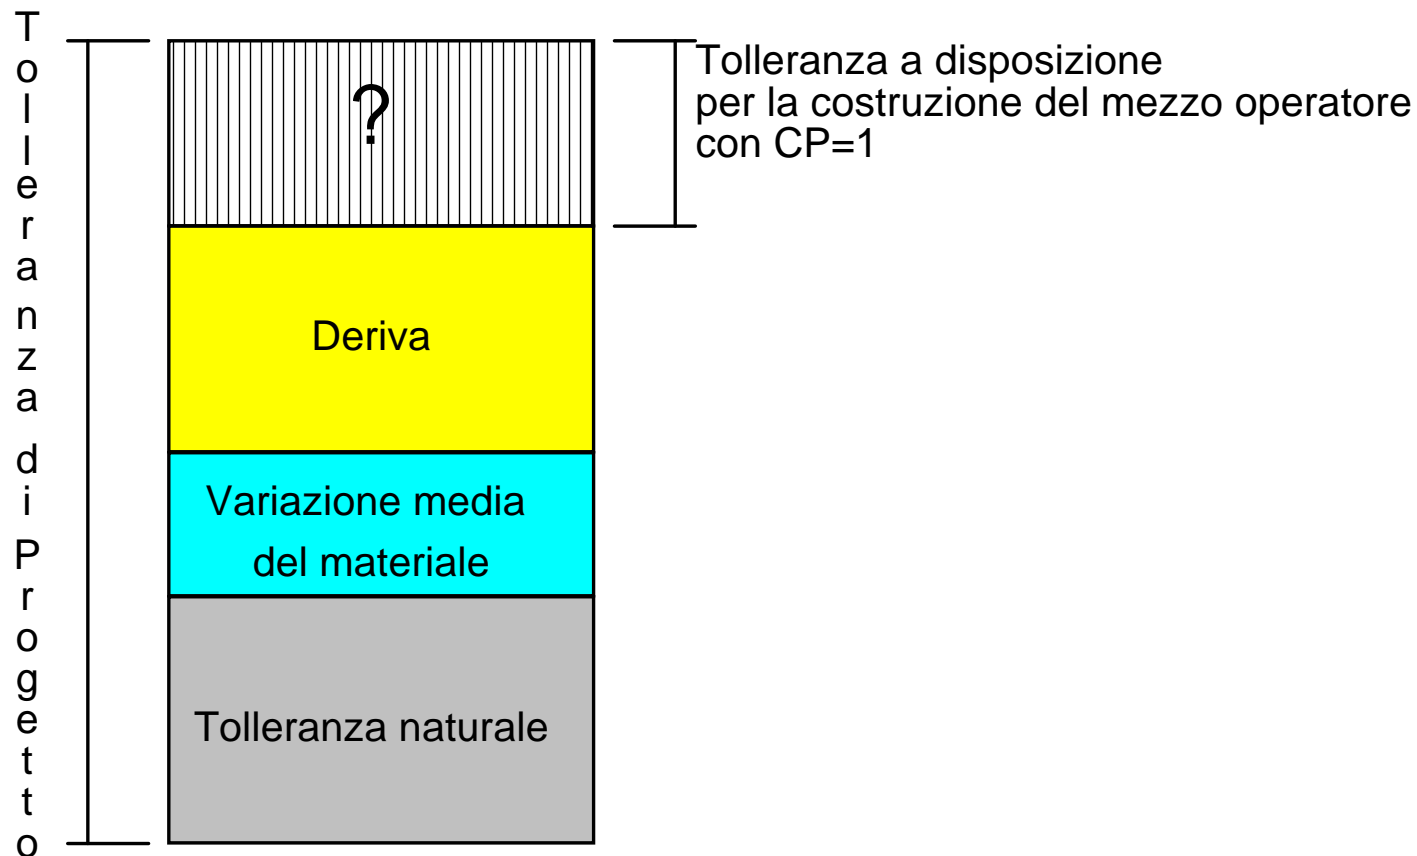 Tolleranza di Progetto
?
Tolleranza a disposizione
per la costruzione del mezzo operatore
con CP=1
Deriva
Variazione media
del materiale
Tolleranza naturale